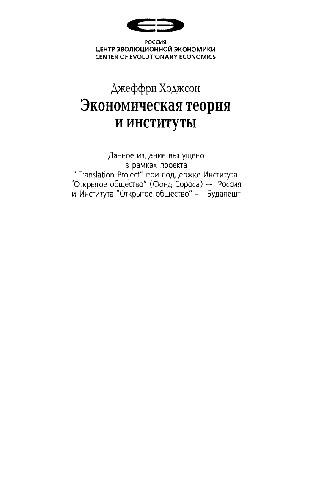 РОССИЯ
ЦЕНТР ЭВОЛЮЦИОННОЙ ЭКОНОМИКИ
CENTER OF EVOLUTIONARY ECONOMICS
Джеффри Ходжсон
Экономическая теория
и институты
Данное издание выпущено
в рамках проекта
"Translation Project" при поддержке Института
"Открытое общество" (Фонд Сороса) — Россия
и Института "Открытое общество" — Будапешт